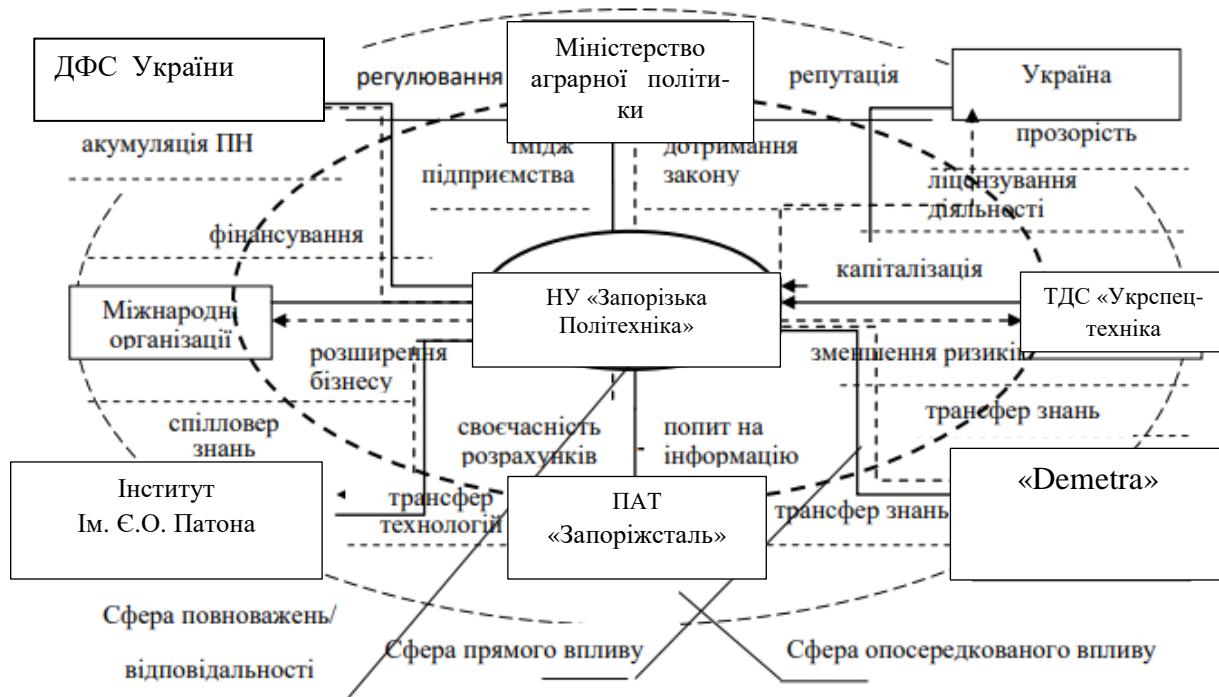 ДФС України
регулювання
Міністерство
аграрної політи-
ки
репутація
Україна
прозорість
акумуляція ПН
імідж
підприємства
дотримання
закону
ліцензування
діяльності
фінансування
капіталізація
Міжнародні
організації
НУ «Запорізька
Політехніка»
ТДС «Укрспец-
техніка
розширення
бізнесу
зменшення ризиків
спілловер
знань
своєчасність
розрахунків
попит на
інформацію
трансфер знань
Інститут
Ім. Є.О. Патона
трансфер
технологій
ПАТ
«Запоріжсталь»
трансфер знань
«Demetra»
Сфера повноважень/
відповідальності
Сфера прямого впливу
Сфера опосередкованого впливу